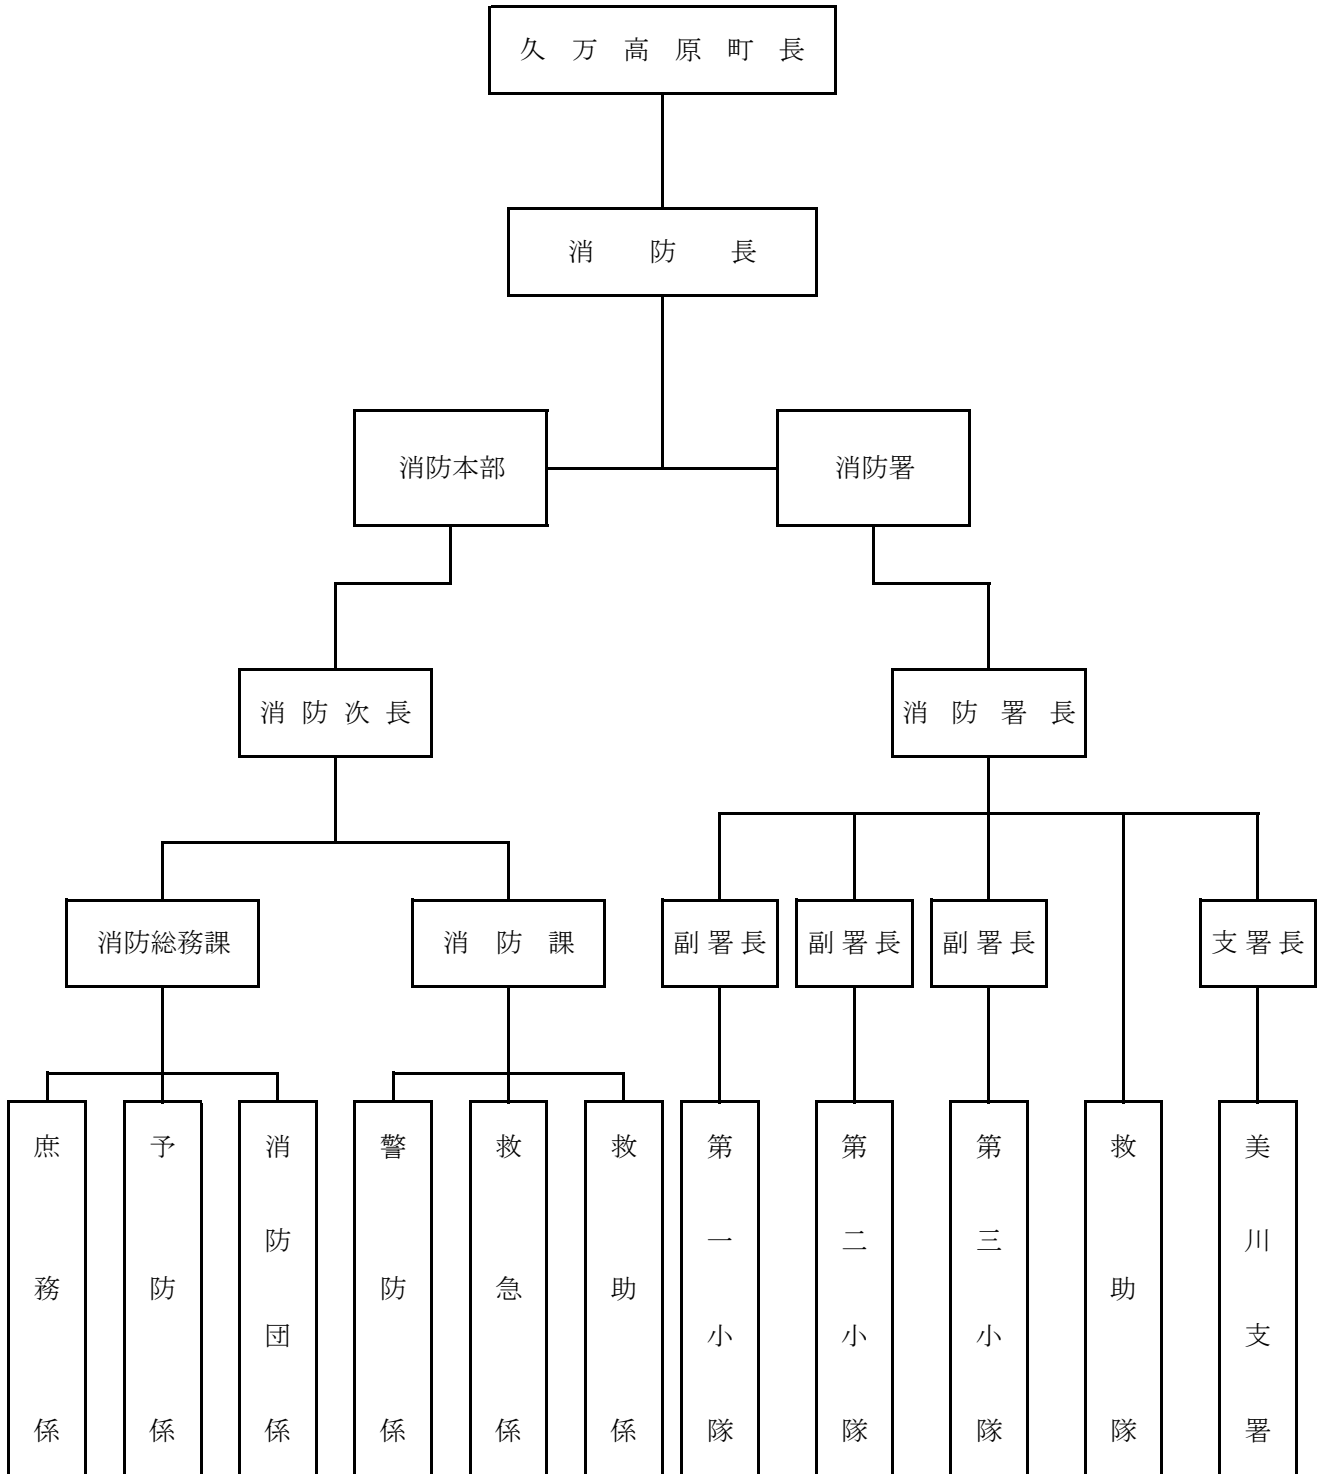 久万高原町長
消防長
消防本部
消防署
消防次長
消防署長
消防総務課
消防課
副署長
副署長
副署長
支署長
庶務係
予防係
消防団係
警防係
救急係
救助係
第一小隊
第二小隊
第三小隊
救助隊
美川支署